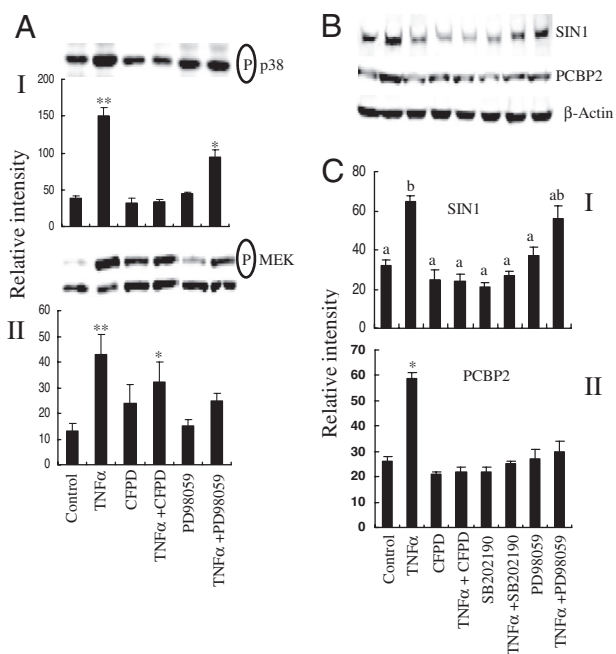 A
P p38
I
200
150
100
50
0
**
*
Relative intensity
P MEK
II
60
50
40
30
20
10
0
**
*
Control
TNFα
CFPD
TNFα +CFPD
PD98059
TNFα +PD98059
B
SIN1
PCBP2
β-Actin
C
I
80
60
40
20
0
SIN1
a
b
a
a
a
a
a
ab
Relative intensity
II
70
60
50
40
30
20
10
0
PCBP2
*
Control
TNFα
CFPD
TNFα + CFPD
SB202190
TNFα +SB202190
PD98059
TNFα +PD98059